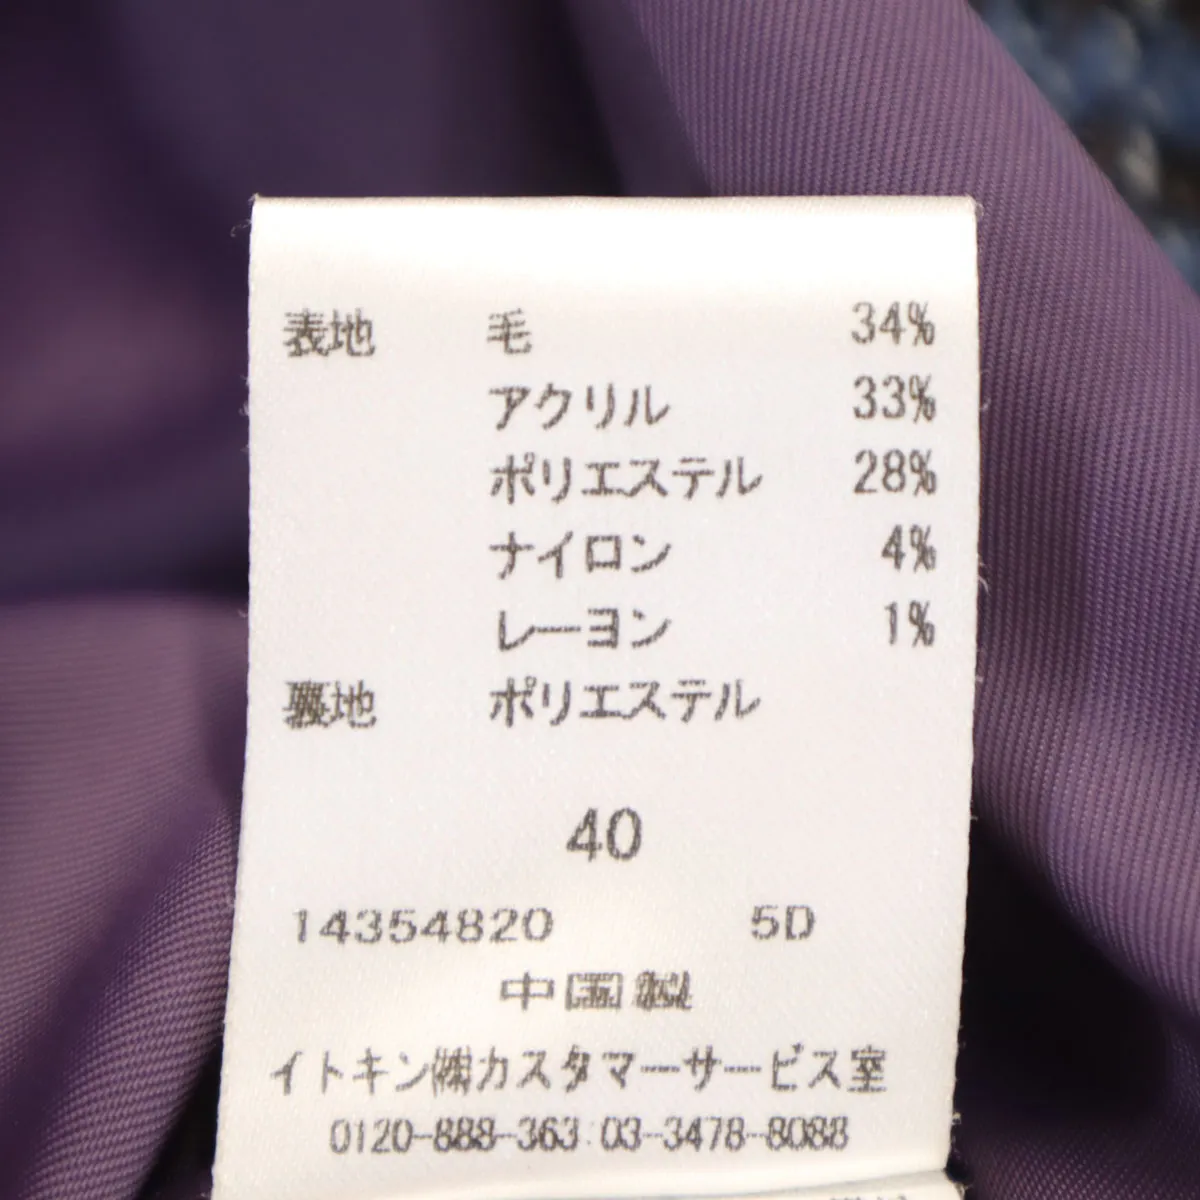 表地 毛 34%
アクリル 33%
ポリエステル 28%
ナイロン 4%
レーヨン 1%
裏地 ポリエステル
40
14354820 5D
中国製
イトキン㈱カスタマーサービス室
0120-888-363 03-3478-8088